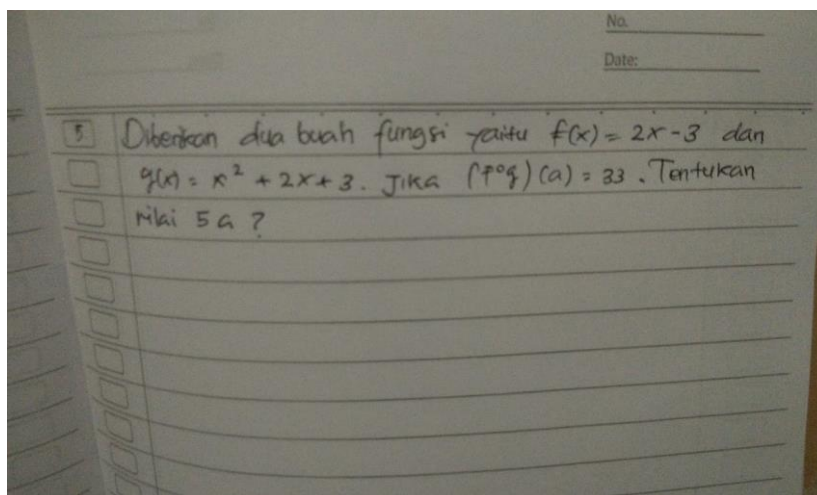 No.
Date:
5 Diberikan dua buah fungsi yaitu f(x) = 2x - 3 dan
g(x) = x² + 2x + 3. Jika (fog)(a) = 33. Tentukan
nilai 5a?